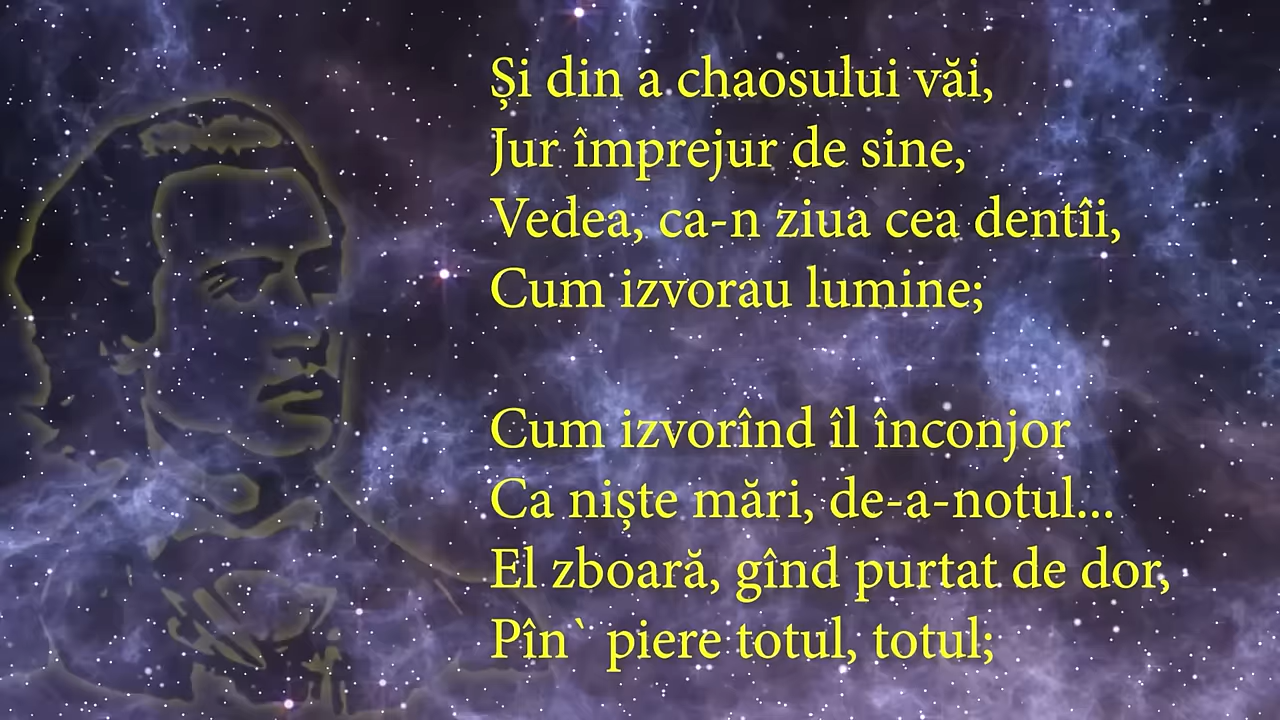 Și din a chaosului văi,
Jur împrejur de sine,
Vedea, ca-n ziua cea dentîi,
Cum izvorau lumine;
Cum izvorînd îl înconjor
Ca niște mări, de-a-notul...
El zboară, gînd purtat de dor,
Pîn` piere totul, totul;